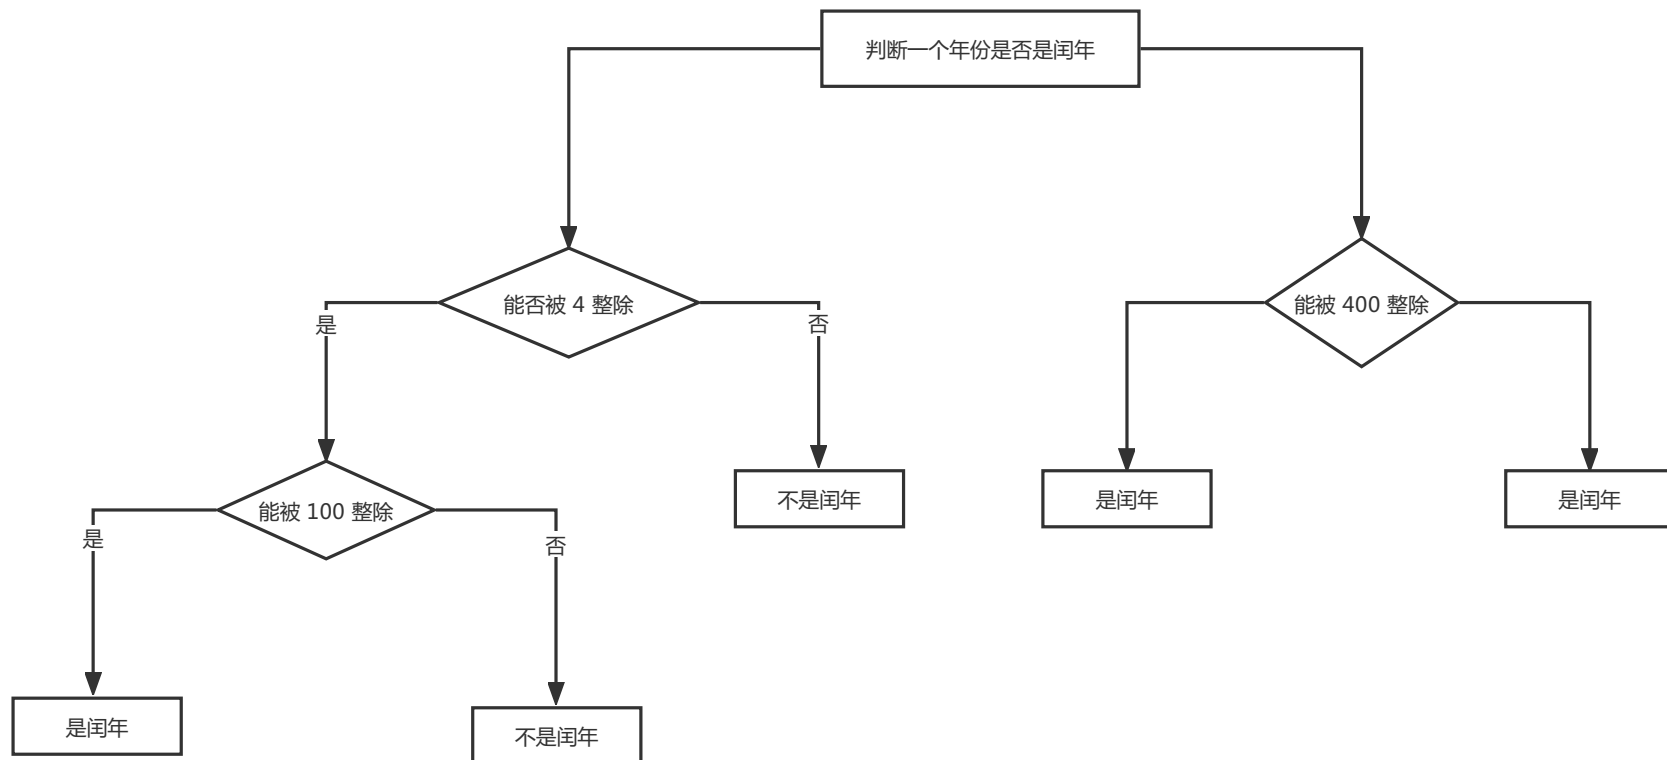 判断一个年份是否是闰年
能否被 4 整除
能被 400 整除
是
否
是
否
能被 100 整除
不是闰年
是闰年
是闰年
是闰年
不是闰年